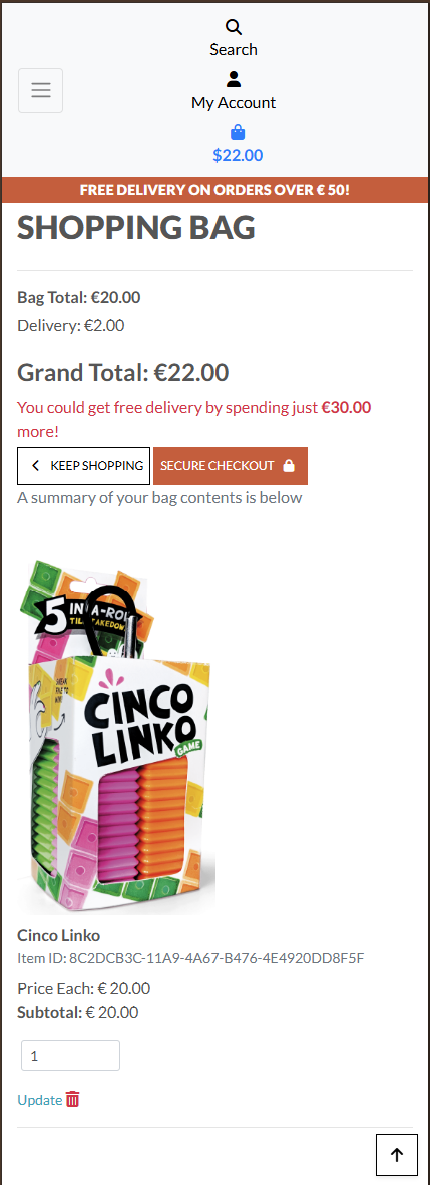 Search
My Account
$22.00
FREE DELIVERY ON ORDERS OVER € 50!
SHOPPING BAG
Bag Total: €20.00
Delivery: €2.00
Grand Total: €22.00
You could get free delivery by spending just €30.00
more!
KEEP SHOPPING
SECURE CHECKOUT
A summary of your bag contents is below
5 IN-A-ROW
TILE TAKEDOWN
CINCO
LINKO
GAME
Cinco Linko
Item ID: 8C2DCB3C-11A9-4A67-B476-4E4920DD8F5F
Price Each: € 20.00
Subtotal: € 20.00
1
Update